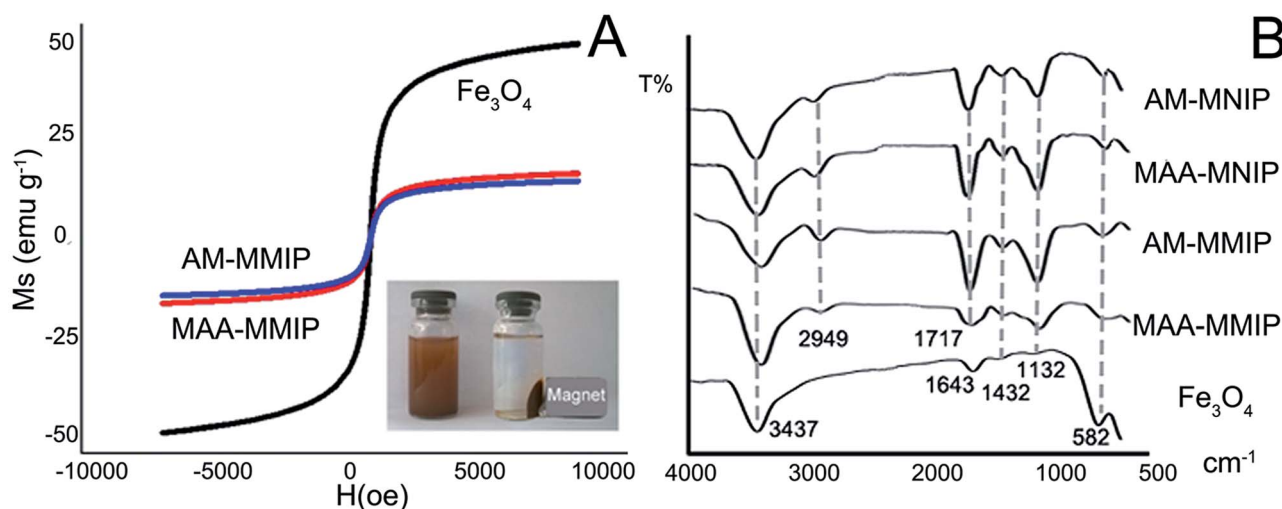 A
50
25
0
-25
-50
Ms (emu g⁻¹)
Fe₃O₄
AM-MMIP
MAA-MMIP
Magnet
-10000
-5000
0
5000
10000
H(oe)
B
T%
AM-MNIP
MAA-MNIP
AM-MMIP
MAA-MMIP
Fe₃O₄
2949
1717
1643
1432
1132
3437
582
4000
3000
2000
1000
500
cm⁻¹